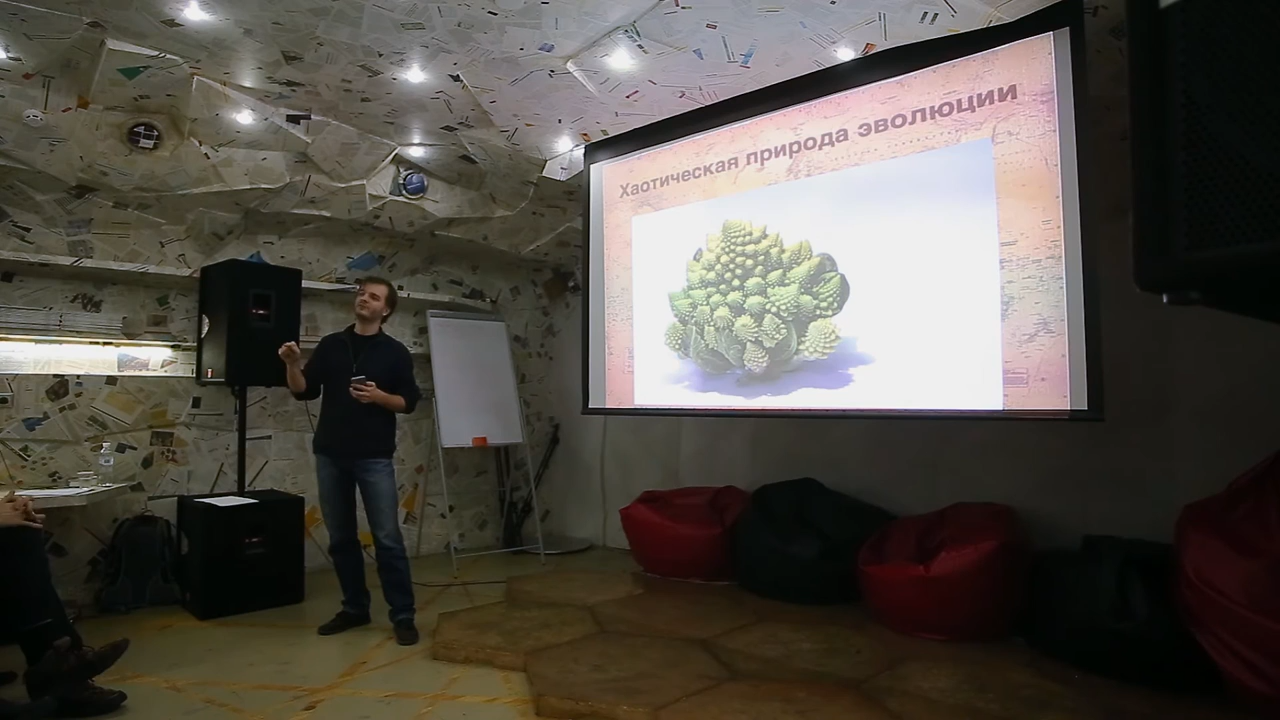 Хаотическая природа эволюции